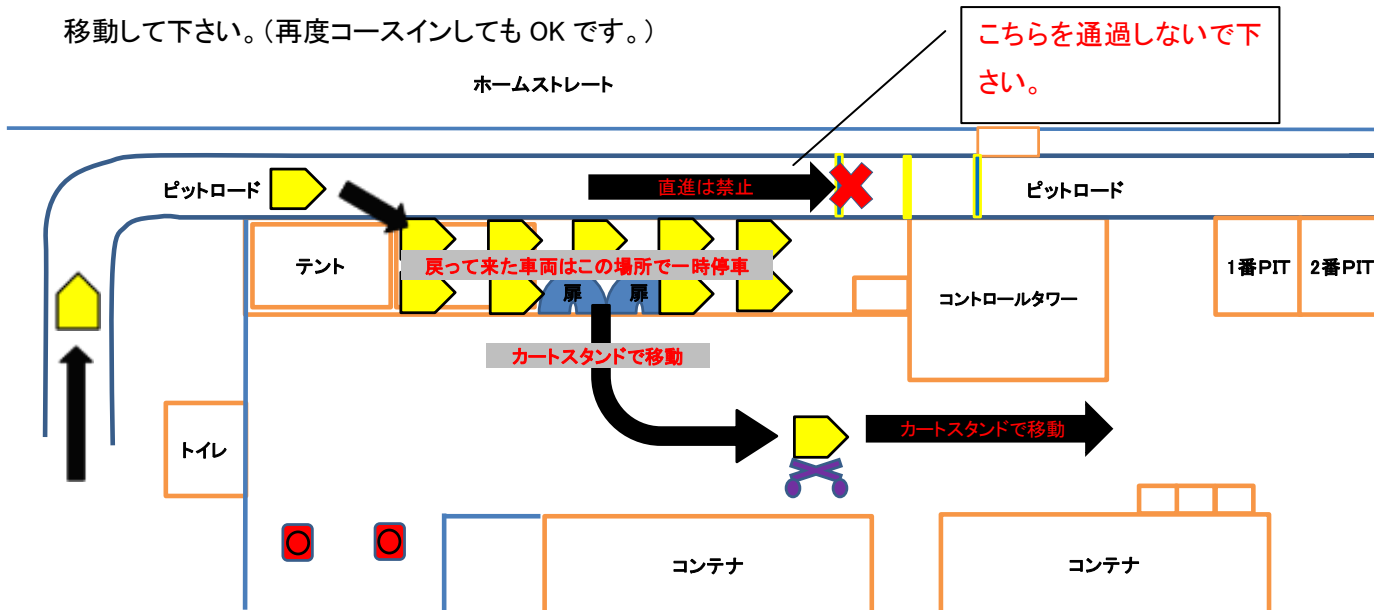 移動して下さい。（再度コースインしても OK です。）
こちらを通過しないで下
さい。
ホームストレート
ピットロード
直進は禁止
ピットロード
テント
戻って来た車両はこの場所で一時停車
扉
扉
コントロールタワー
1番PIT
2番PIT
カートスタンドで移動
カートスタンドで移動
トイレ
コンテナ
コンテナ